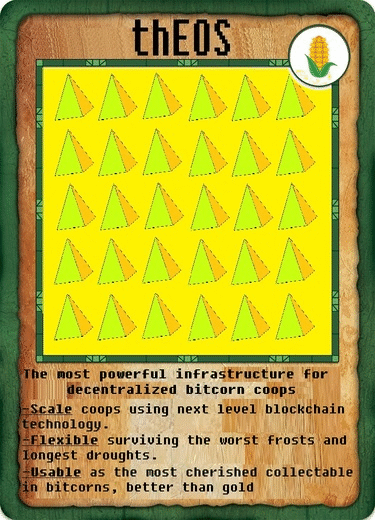 thEOS
The most powerful infrastructure for
decentralized bitcorn coops
-Scale coops using next level blockchain
technology.
-Flexible surviving the worst frosts and
longest droughts.
-Usable as the most cherished collectable
in bitcorns, better than gold